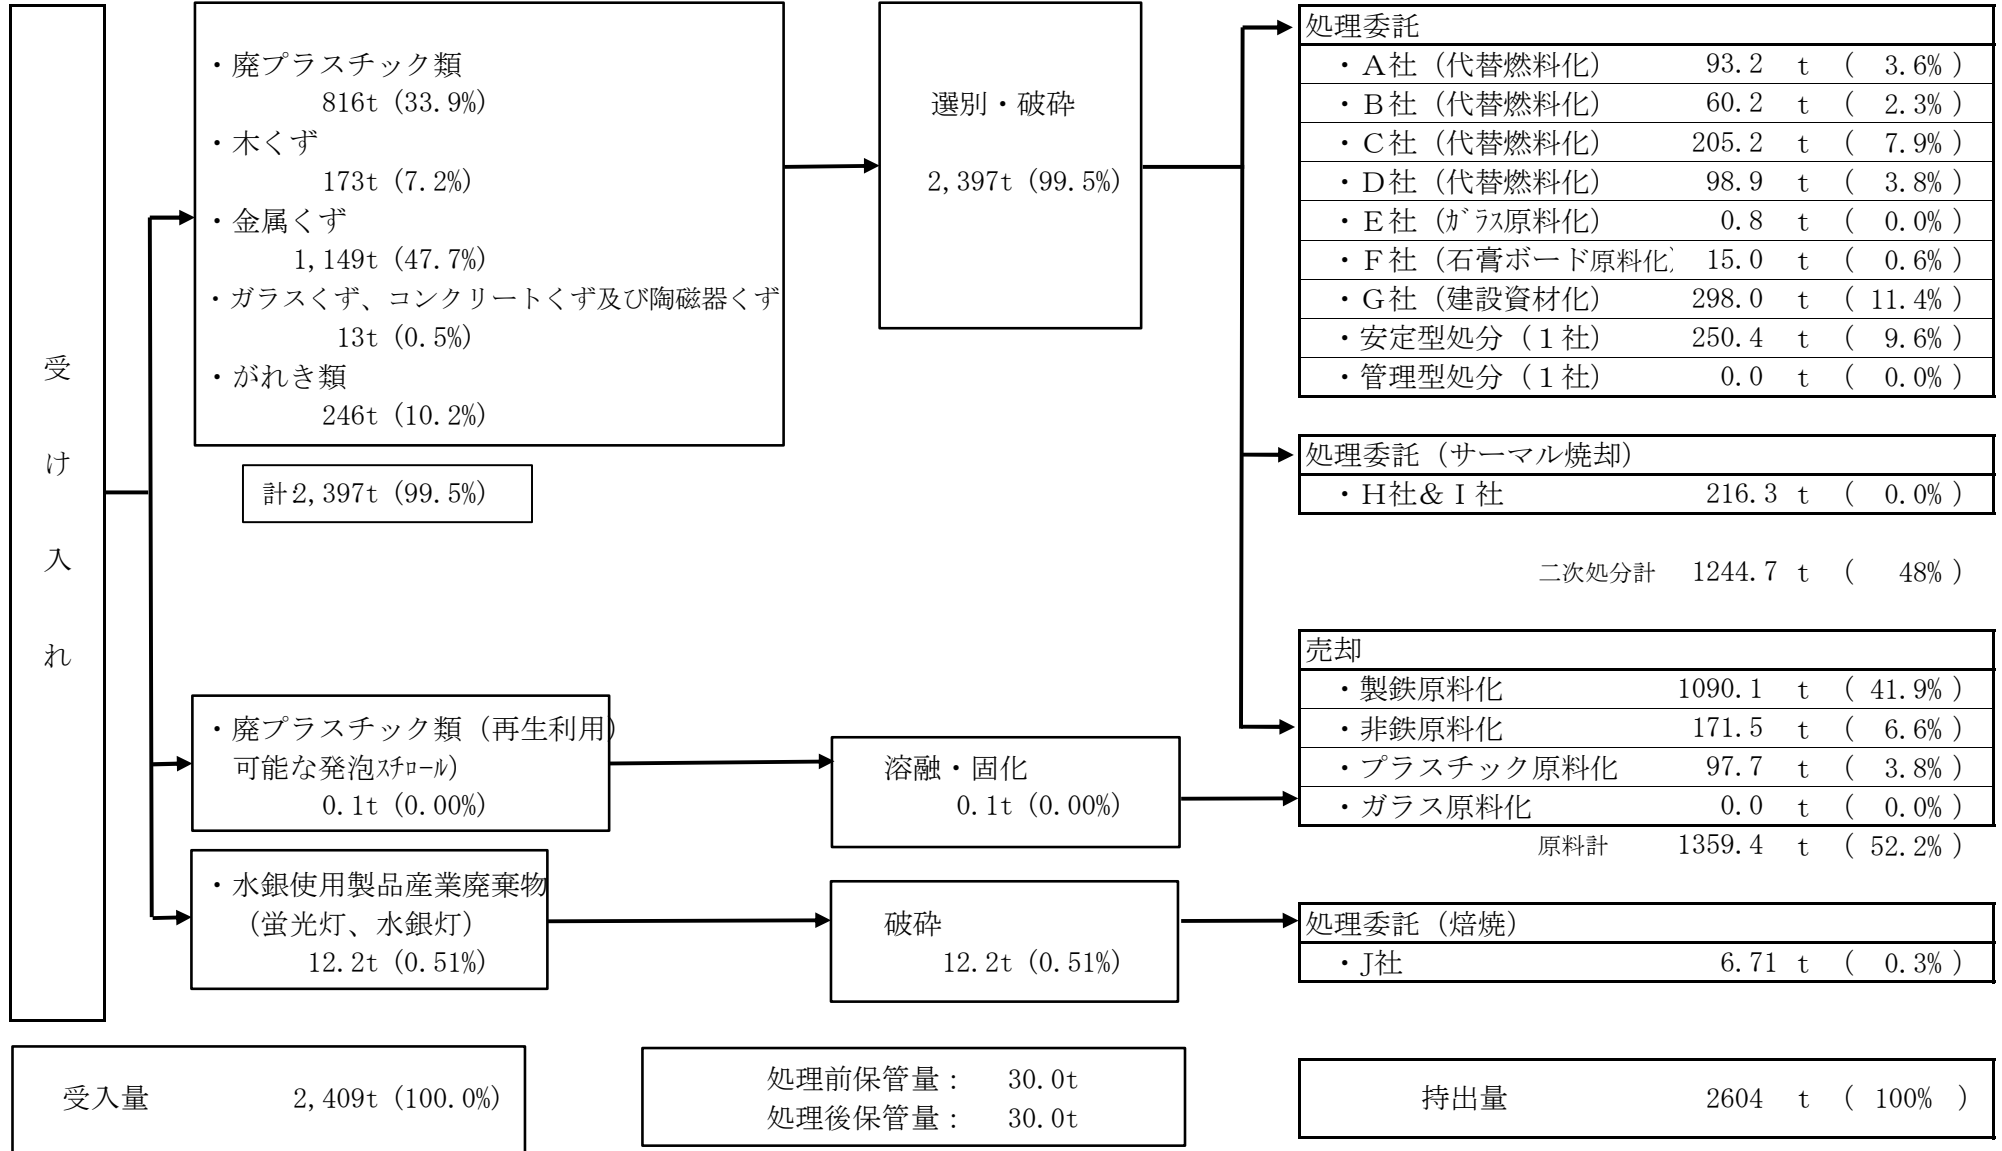 受け入れ
・廃プラスチック類
816t (33.9%)
・木くず
173t (7.2%)
・金属くず
1,149t (47.7%)
・ガラスくず、コンクリートくず及び陶磁器くず
13t (0.5%)
・がれき類
246t (10.2%)
計 2,397t (99.5%)
選別・破砕
2,397t (99.5%)
処理委託
・A社（代替燃料化） 93.2 t ( 3.6% )
・B社（代替燃料化） 60.2 t ( 2.3% )
・C社（代替燃料化） 205.2 t ( 7.9% )
・D社（代替燃料化） 98.9 t ( 3.8% )
・E社（ｶﾞﾗｽ原料化） 0.8 t ( 0.0% )
・F社（石膏ボード原料化） 15.0 t ( 0.6% )
・G社（建設資材化） 298.0 t ( 11.4% )
・安定型処分（１社） 250.4 t ( 9.6% )
・管理型処分（１社） 0.0 t ( 0.0% )
処理委託（サーマル焼却）
・H社＆Ｉ社 216.3 t ( 0.0% )
二次処分計 1244.7 t ( 48% )
売却
・製鉄原料化 1090.1 t ( 41.9% )
・非鉄原料化 171.5 t ( 6.6% )
・プラスチック原料化 97.7 t ( 3.8% )
・ガラス原料化 0.0 t ( 0.0% )
原料計 1359.4 t ( 52.2% )
・廃プラスチック類（再生利用
可能な発泡ｽﾁﾛｰﾙ）
0.1t (0.00%)
溶融・固化
0.1t (0.00%)
・水銀使用製品産業廃棄物
（蛍光灯、水銀灯）
12.2t (0.51%)
破砕
12.2t (0.51%)
処理委託（焙焼）
・J社 6.71 t ( 0.3% )
受入量 2,409t (100.0%)
処理前保管量： 30.0t
処理後保管量： 30.0t
持出量 2604 t ( 100% )